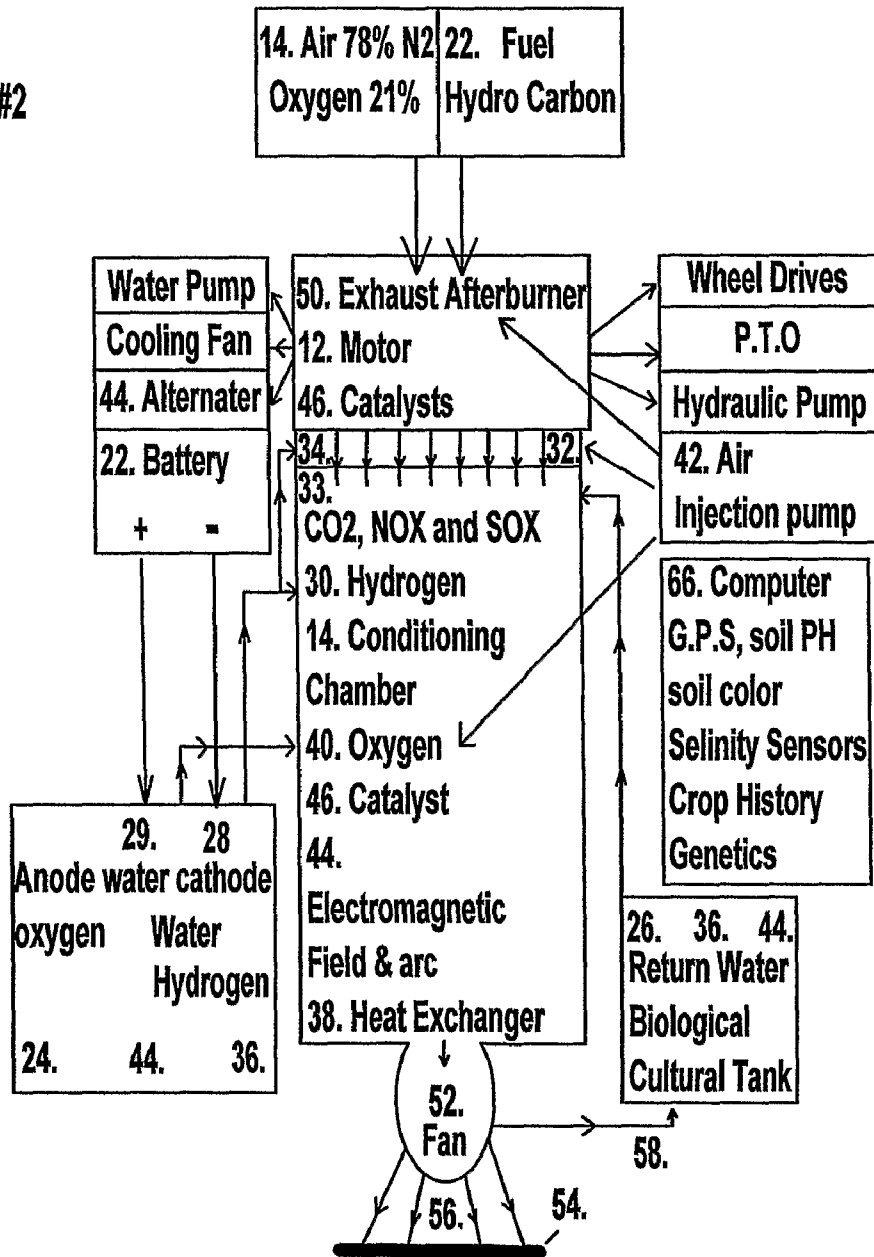 #2
14. Air 78% N2
Oxygen 21%
22. Fuel
Hydro Carbon
Water Pump
Cooling Fan
44. Alternater
22. Battery
+ -
50. Exhaust Afterburner
12. Motor
46. Catalysts
Wheel Drives
P.T.O
Hydraulic Pump
42. Air
Injection pump
34. 32.
33.
CO2, NOX and SOX
30. Hydrogen
14. Conditioning
Chamber
40. Oxygen
46. Catalyst
44.
Electromagnetic
Field & arc
38. Heat Exchanger
66. Computer
G.P.S, soil PH
soil color
Selinity Sensors
Crop History
Genetics
29. 28
Anode water cathode
oxygen Water
Hydrogen
24. 44. 36.
26. 36. 44.
Return Water
Biological
Cultural Tank
52.
Fan
58.
56.
54.